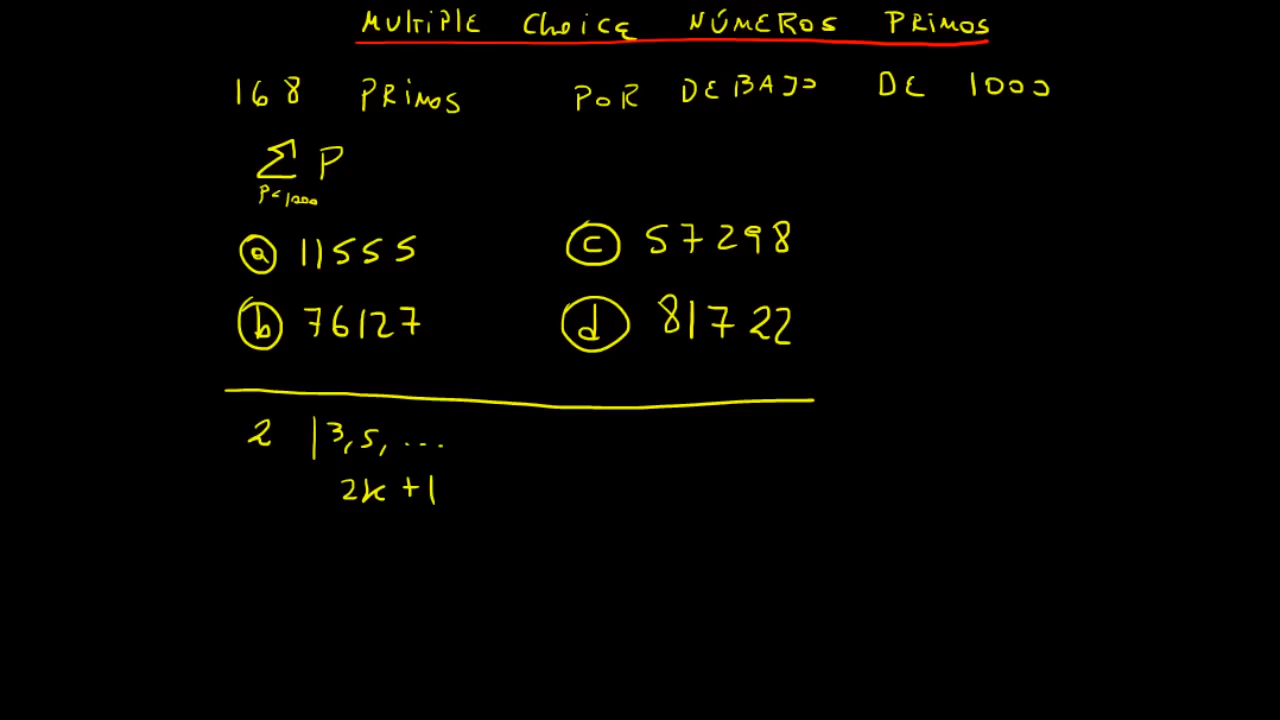 MULTIPLE CHOICE NÚMEROS PRIMOS
168 PRIMOS POR DEBAJO DE 1000
∑ P
P<1000
ⓐ 11555 ⓒ 57298
ⓑ 76127 ⓓ 81722
2 | 3, 5, ...
2k + 1